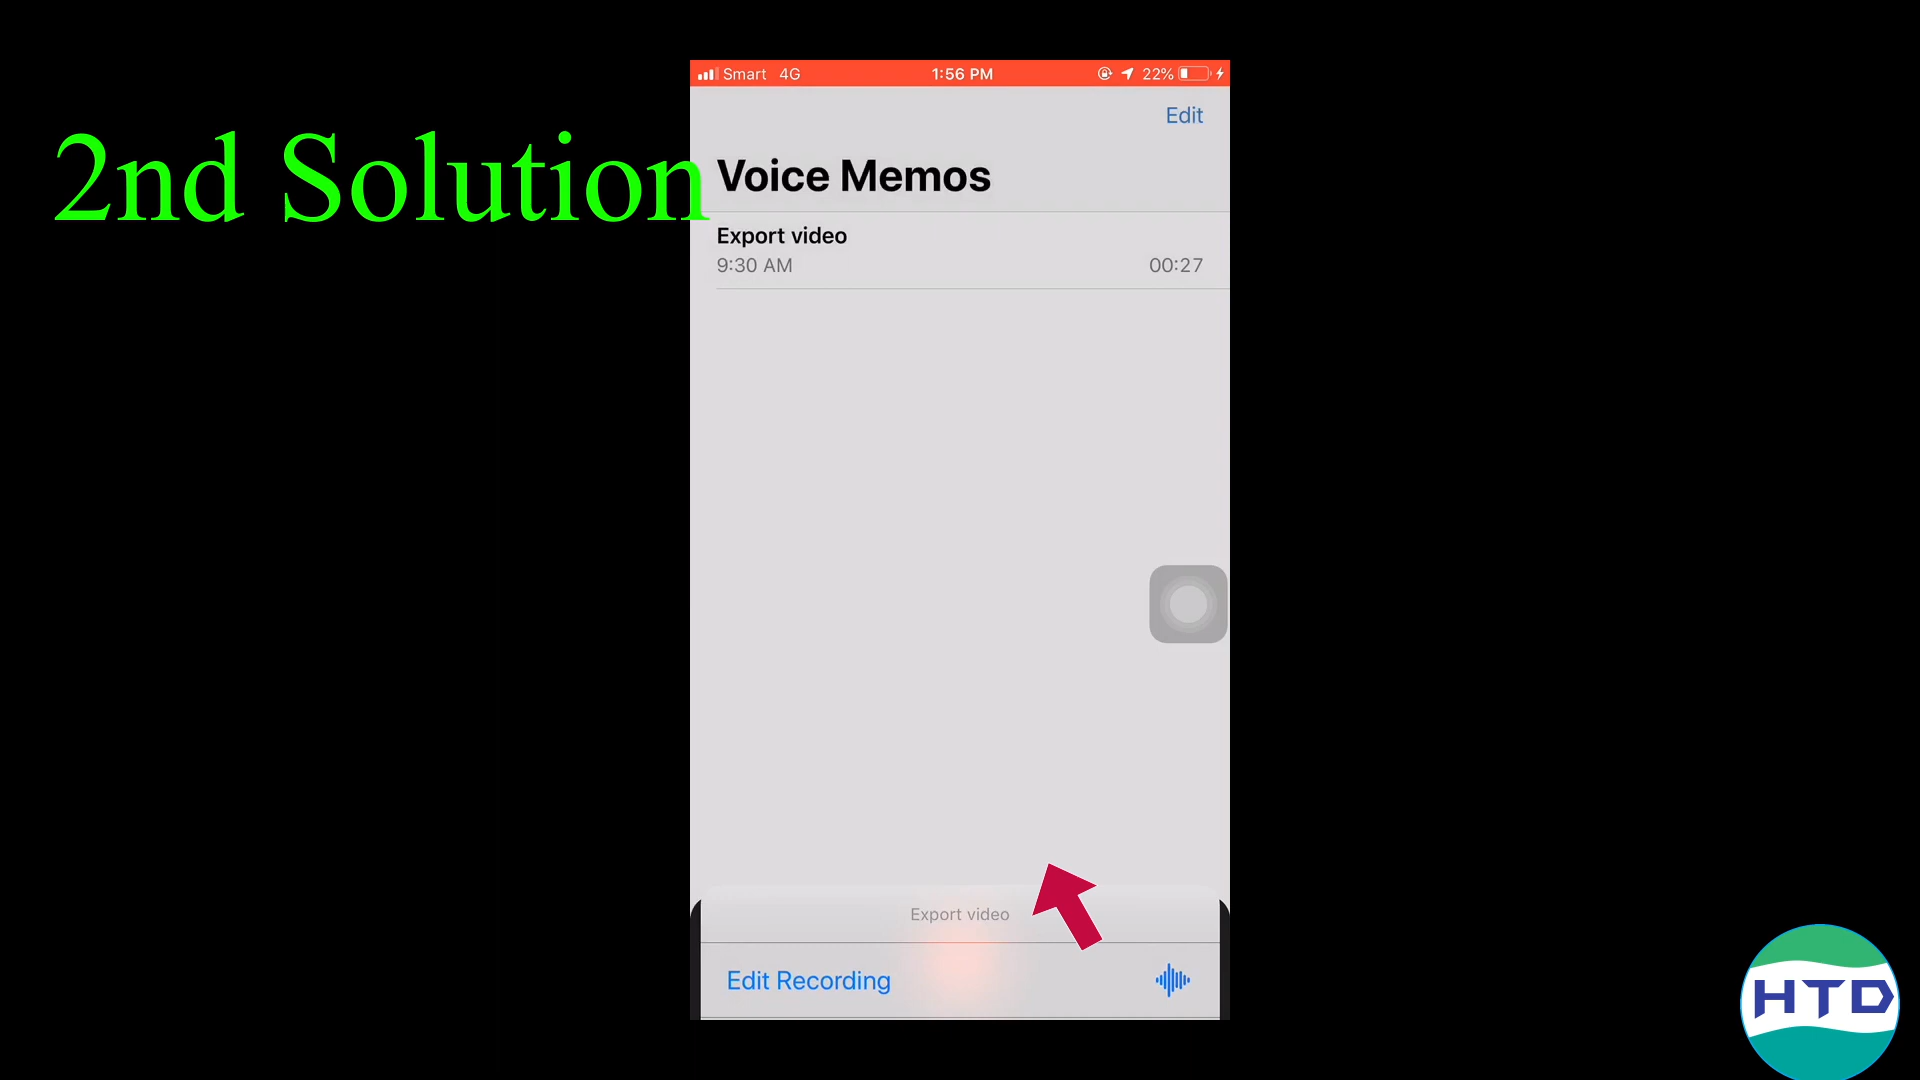 Smart 4G 1:56 PM 22%
Edit
2nd Solution
Voice Memos
Export video
9:30 AM 00:27
Export video
Edit Recording
HTD